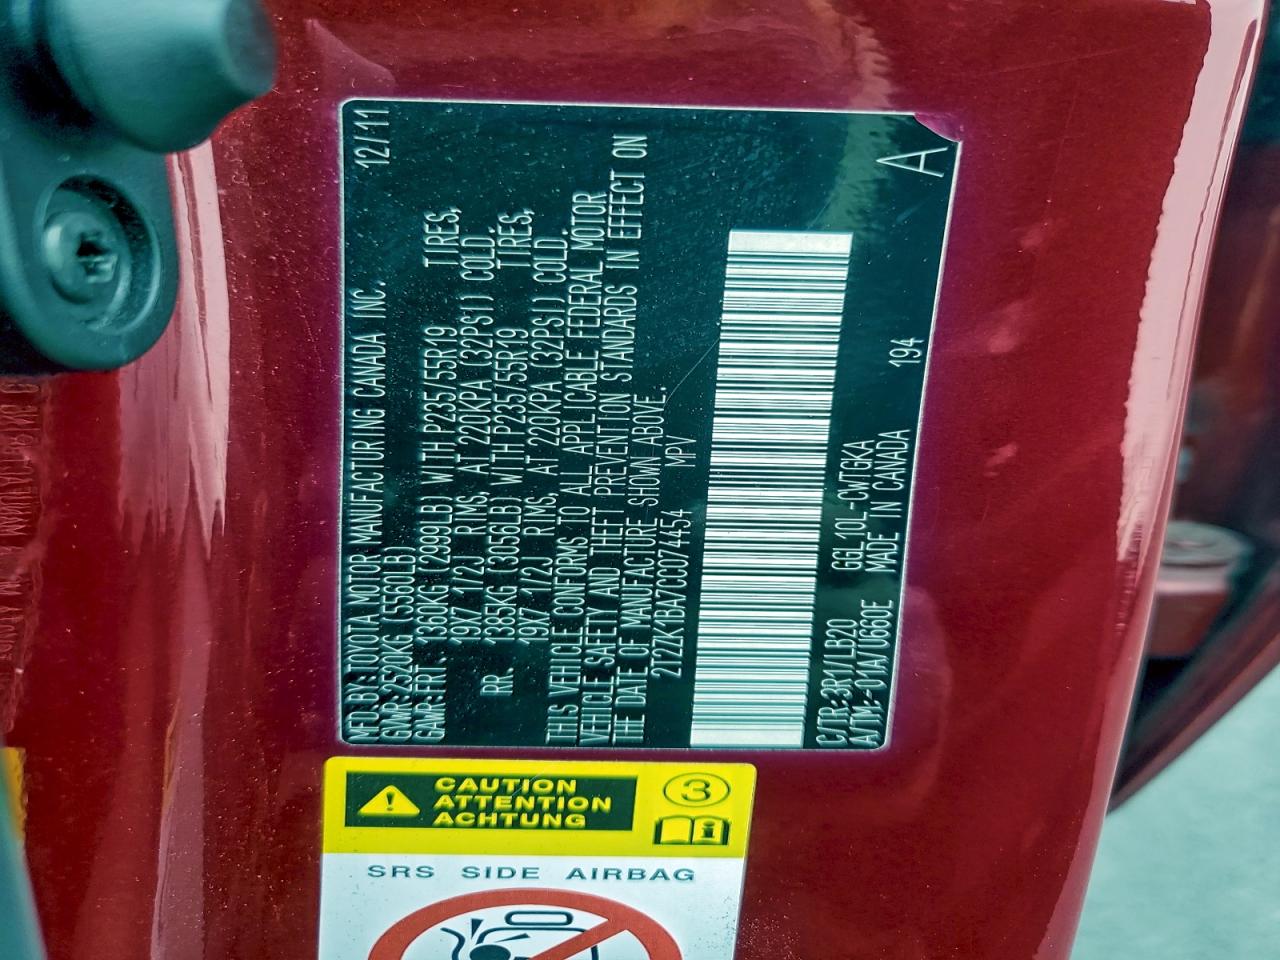 MFD BY: TOYOTA MOTOR MANUFACTURING CANADA INC. 12/11
GVWR 2520KG (5560LB)
GAWR FRT. 1360KG (2999LB) WITH P235/55R19 TIRES,
19X7 1/2J RIMS, AT 220KPA (32PSI) COLD.
RR. 1385KG (3056LB) WITH P235/55R19 TIRES,
19X7 1/2J RIMS, AT 220KPA (32PSI) COLD.
THIS VEHICLE CONFORMS TO ALL APPLICABLE FEDERAL MOTOR
VEHICLE SAFETY AND THEFT PREVENTION STANDARDS IN EFFECT ON
THE DATE OF MANUFACTURE SHOWN ABOVE.
2T2ZK1BA7CC074454 MPV
C/TR:3R1/LB20 GGL10L-CWTGKA
A/TM:-01A/U660E MADE IN CANADA 194
A
CAUTION
ATTENTION
ACHTUNG
3
i
SRS SIDE AIRBAG